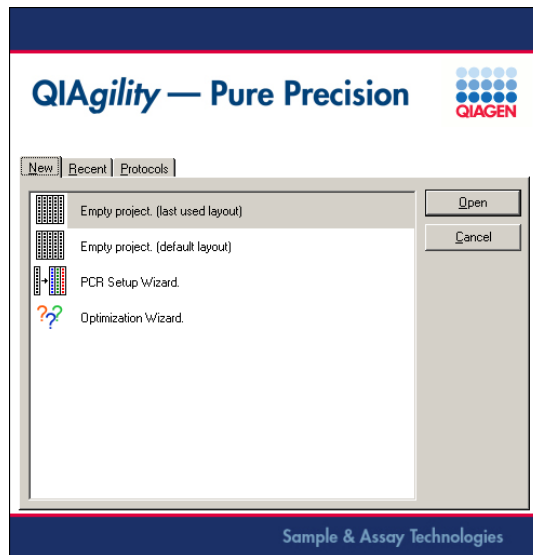 QIAgility — Pure Precision
QIAGEN
New Recent Protocols
Empty project. (last used layout)
Open
Empty project. (default layout)
Cancel
PCR Setup Wizard.
Optimization Wizard.
Sample & Assay Technologies